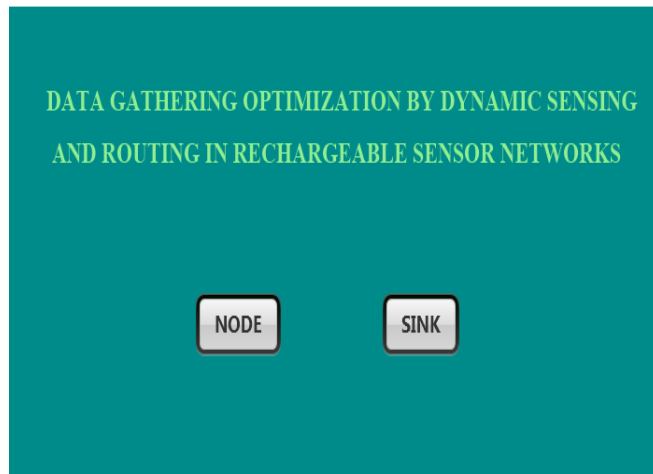 DATA GATHERING OPTIMIZATION BY DYNAMIC SENSING
AND ROUTING IN RECHARGEABLE SENSOR NETWORKS
NODE
SINK